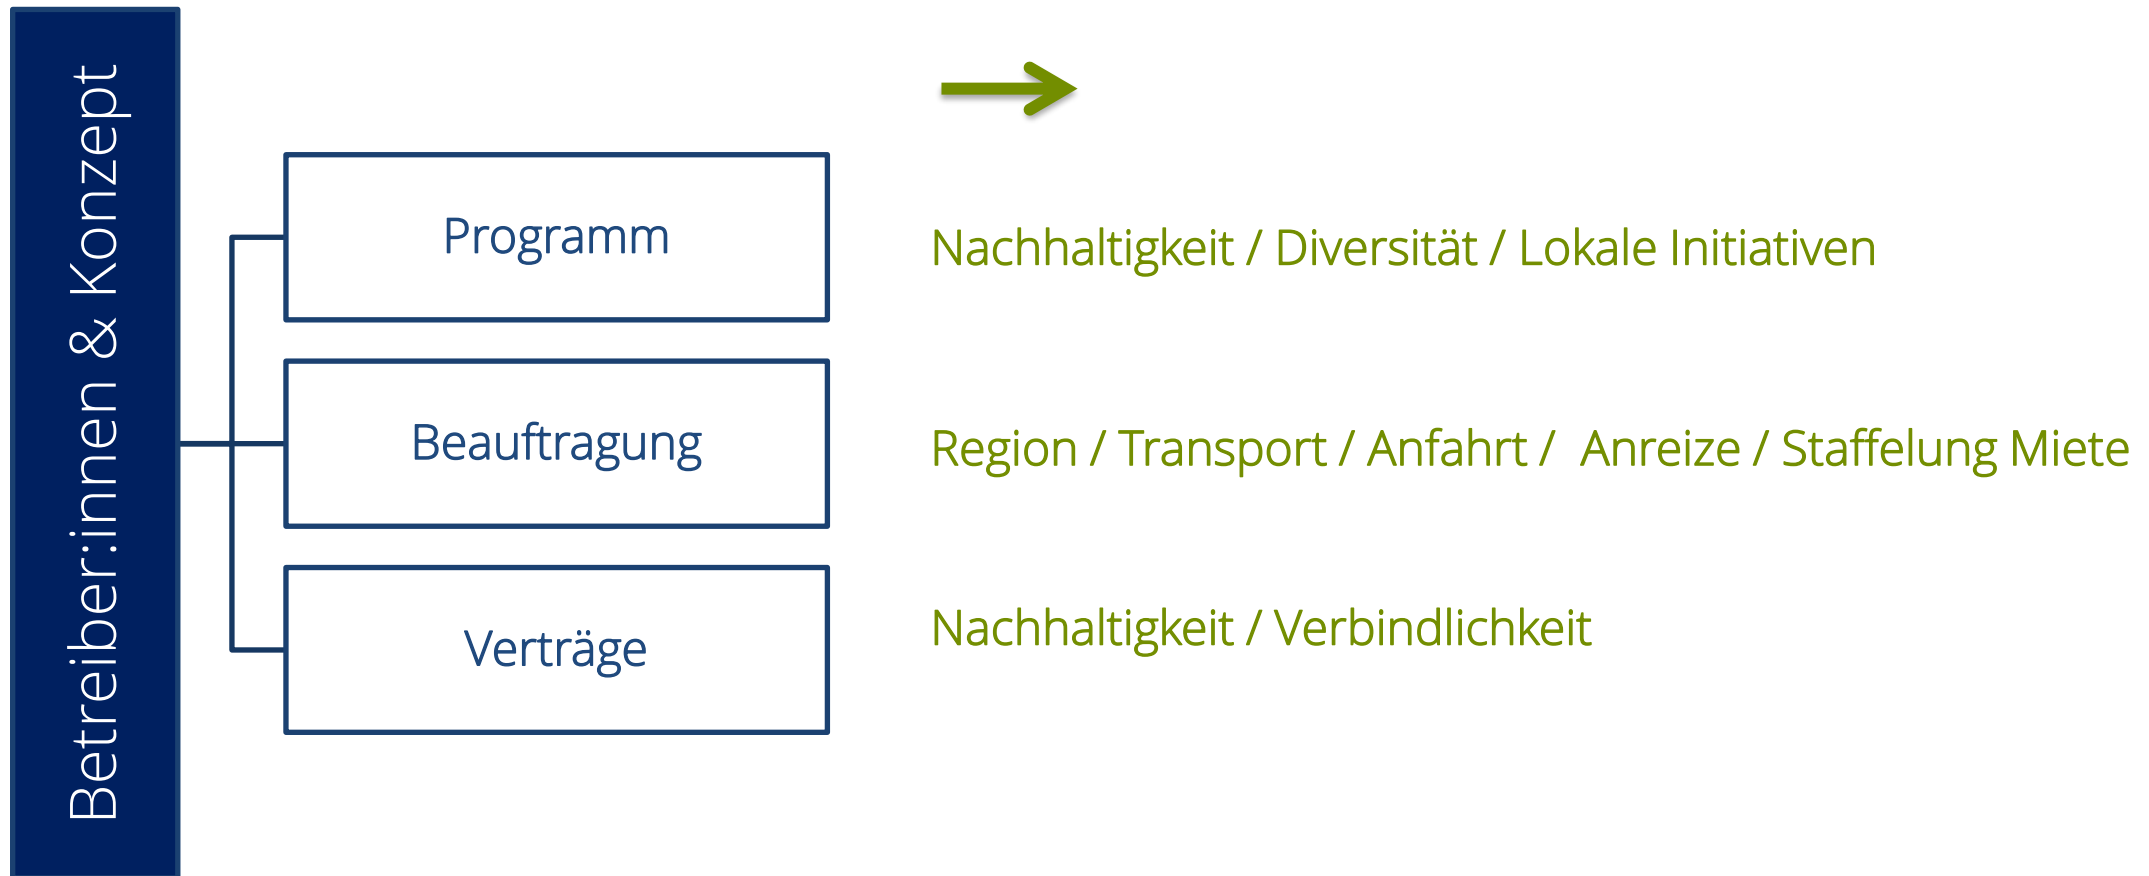 Betreiber:innen & Konzept
Programm
Nachhaltigkeit / Diversität / Lokale Initiativen
Beauftragung
Region / Transport / Anfahrt / Anreize / Staffelung Miete
Verträge
Nachhaltigkeit / Verbindlichkeit